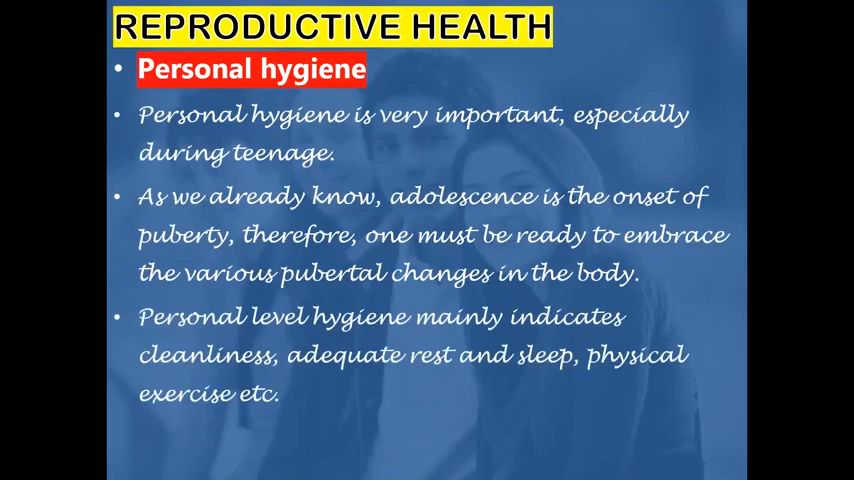 REPRODUCTIVE HEALTH
• Personal hygiene
• Personal hygiene is very important, especially
during teenage.
• As we already know, adolescence is the onset of
puberty, therefore, one must be ready to embrace
the various pubertal changes in the body.
• Personal level hygiene mainly indicates
cleanliness, adequate rest and sleep, physical
exercise etc.